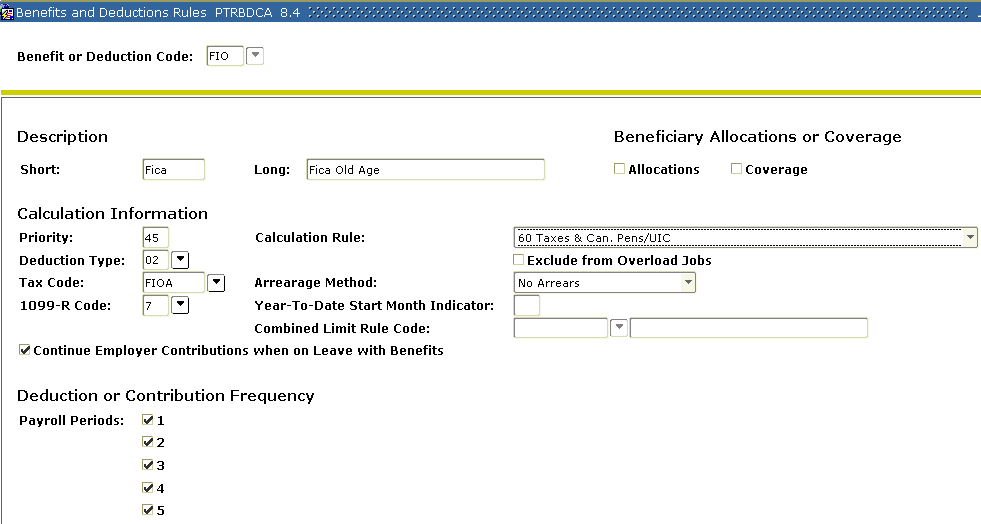 Benefits and Deductions Rules PTRBDCA 8.4
Benefit or Deduction Code: FIO
Description
Beneficiary Allocations or Coverage
Short: Fica Long: Fica Old Age Allocations Coverage
Calculation Information
Priority: 45 Calculation Rule: 60 Taxes & Can. Pens/UIC
Deduction Type: 02 Exclude from Overload Jobs
Tax Code: FIOA Arrearage Method: No Arrears
1099-R Code: 7 Year-To-Date Start Month Indicator:
Combined Limit Rule Code:
Continue Employer Contributions when on Leave with Benefits
Deduction or Contribution Frequency
Payroll Periods: 1
2
3
4
5